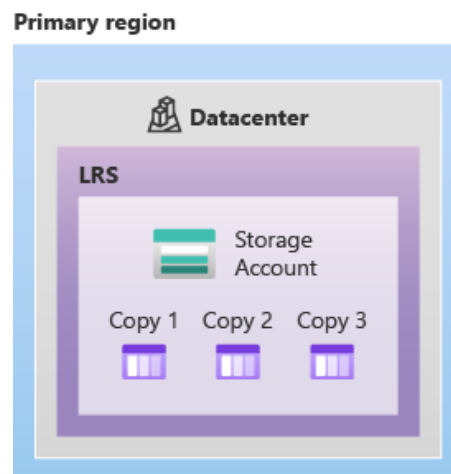 Primary region
Datacenter
LRS
Storage
Account
Copy 1 Copy 2 Copy 3